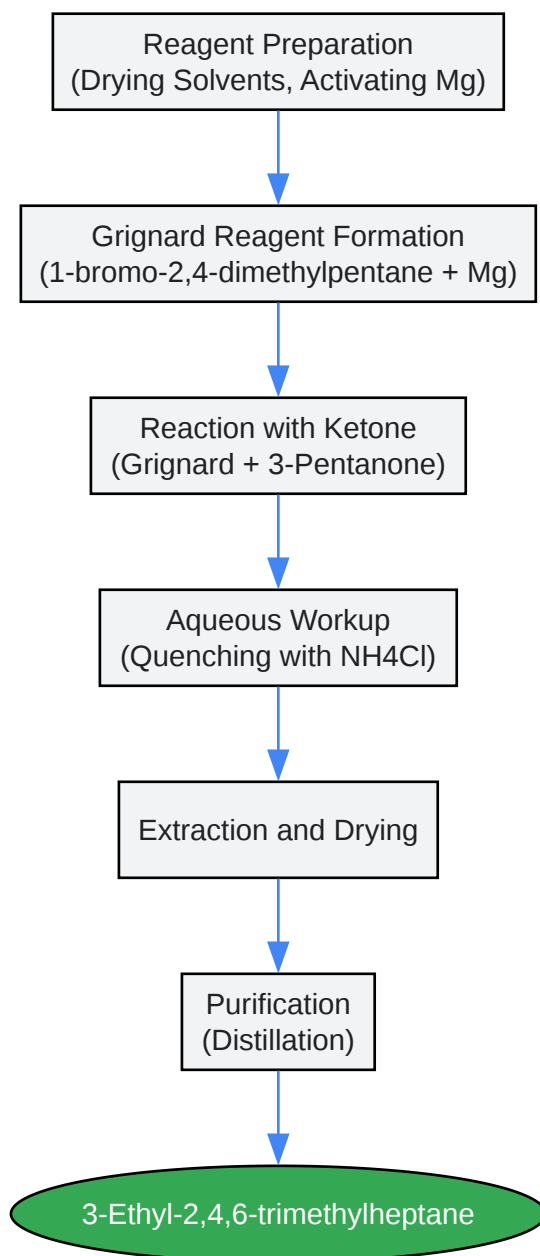 Reagent Preparation
(Drying Solvents, Activating Mg)
Grignard Reagent Formation
(1-bromo-2,4-dimethylpentane + Mg)
Reaction with Ketone
(Grignard + 3-Pentanone)
Aqueous Workup
(Quenching with NH4Cl)
Extraction and Drying
Purification
(Distillation)
3-Ethyl-2,4,6-trimethylheptane